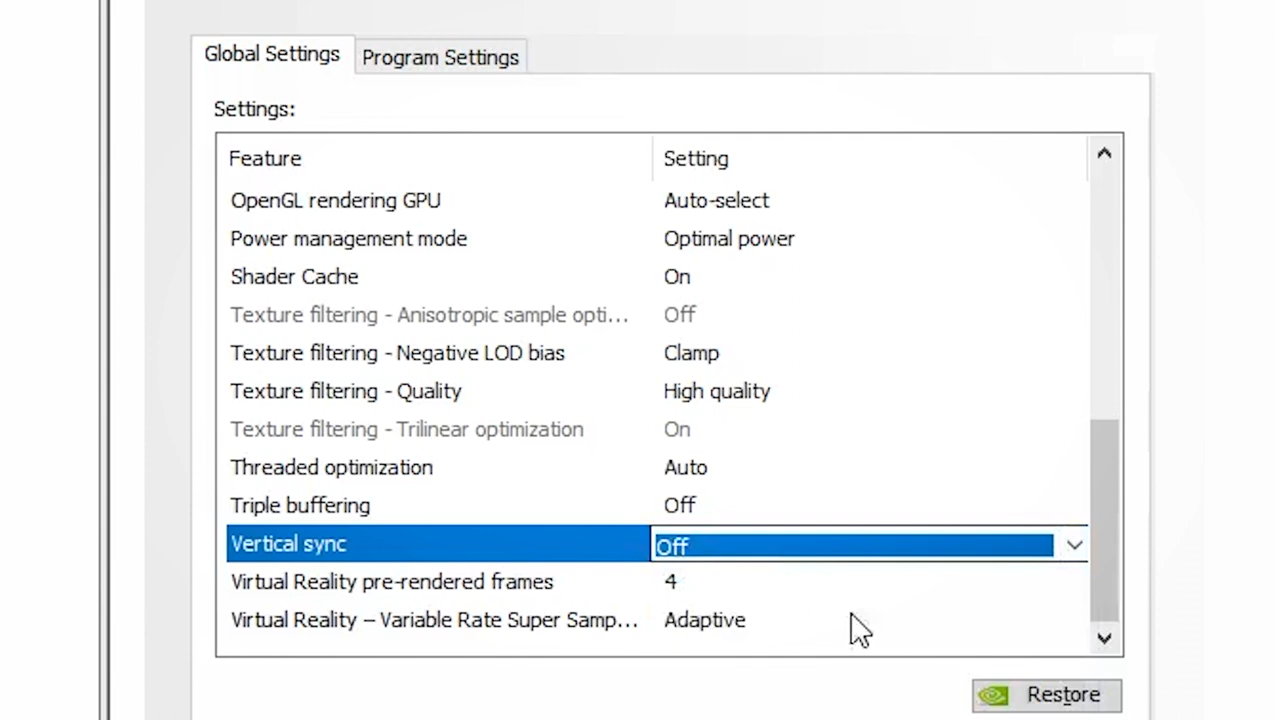 Global Settings Program Settings
Settings:
Feature Setting
OpenGL rendering GPU Auto-select
Power management mode Optimal power
Shader Cache On
Texture filtering - Anisotropic sample opti... Off
Texture filtering - Negative LOD bias Clamp
Texture filtering - Quality High quality
Texture filtering - Trilinear optimization On
Threaded optimization Auto
Triple buffering Off
Vertical sync Off
Virtual Reality pre-rendered frames 4
Virtual Reality – Variable Rate Super Samp... Adaptive
Restore